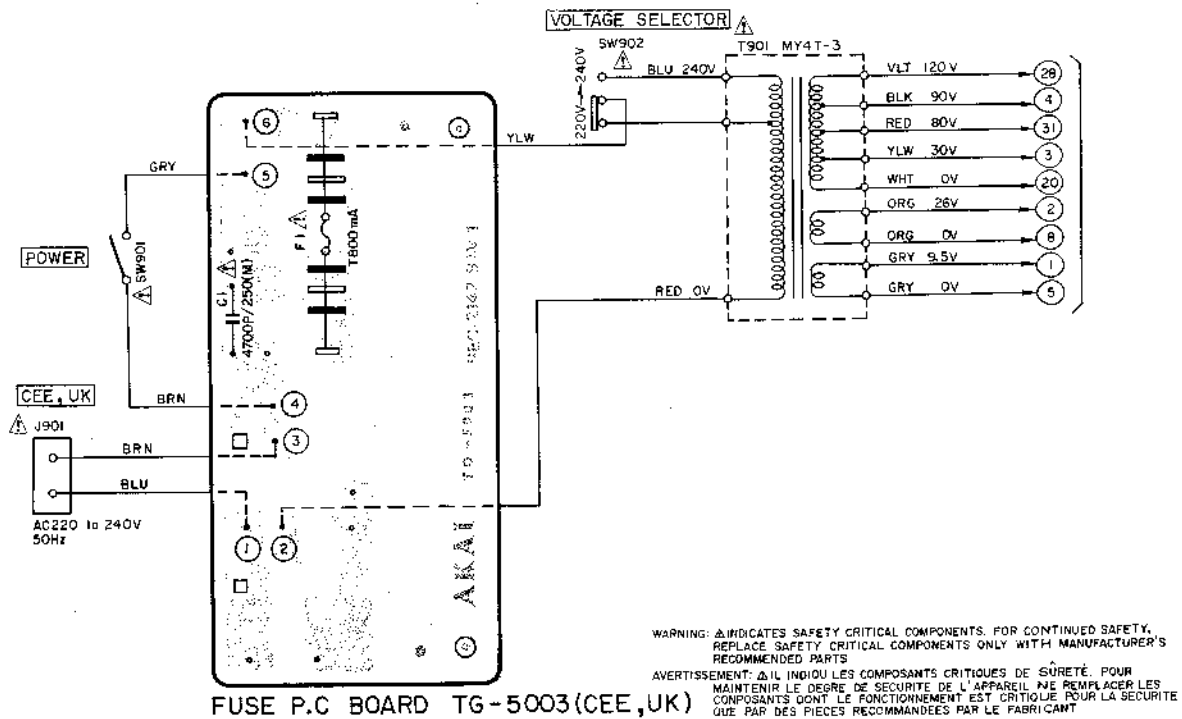 VOLTAGE SELECTOR
SW902
T901 MY4T-3
220V→240V
BLU 240V
VLT 120V
28
BLK 90V
4
RED 80V
31
YLW 30V
3
WHT 0V
20
ORG 26V
2
ORG 0V
8
GRY 9.5V
1
GRY 0V
5
RED 0V
YLW
6
GRY
5
POWER
SW901
F1
T800mA
C1
4700P/250(M)
BRN
4
CEE, UK
J901
BRN
3
BLU
AC220 to 240V
50Hz
1
2
TG-5003
AKAI
FUSE P.C BOARD TG-5003(CEE,UK)
WARNING: ⚠INDICATES SAFETY CRITICAL COMPONENTS. FOR CONTINUED SAFETY,
REPLACE SAFETY CRITICAL COMPONENTS ONLY WITH MANUFACTURER'S
RECOMMENDED PARTS
AVERTISSEMENT: ⚠IL INDIQU LES COMPOSANTS CRITIQUES DE SÛRETÉ. POUR
MAINTENIR LE DEGRE DE SECURITE DE L'APPAREIL NE REMPLACER LES
COMPOSANTS DONT LE FONCTIONNEMENT EST CRITIQUE POUR LA SECURITE
QUE PAR DES PIECES RECOMMANDEES PAR LE FABRICANT